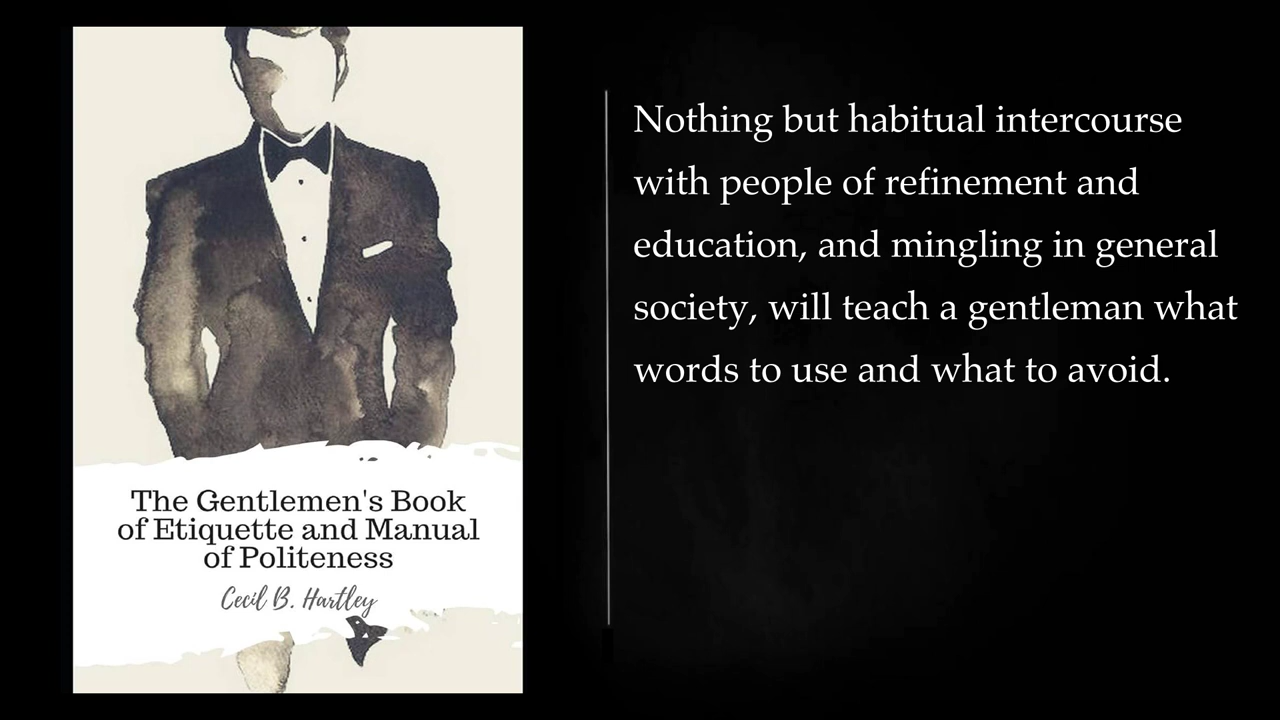 The Gentlemen's Book
of Etiquette and Manual
of Politeness
Cecil B. Hartley
Nothing but habitual intercourse
with people of refinement and
education, and mingling in general
society, will teach a gentleman what
words to use and what to avoid.